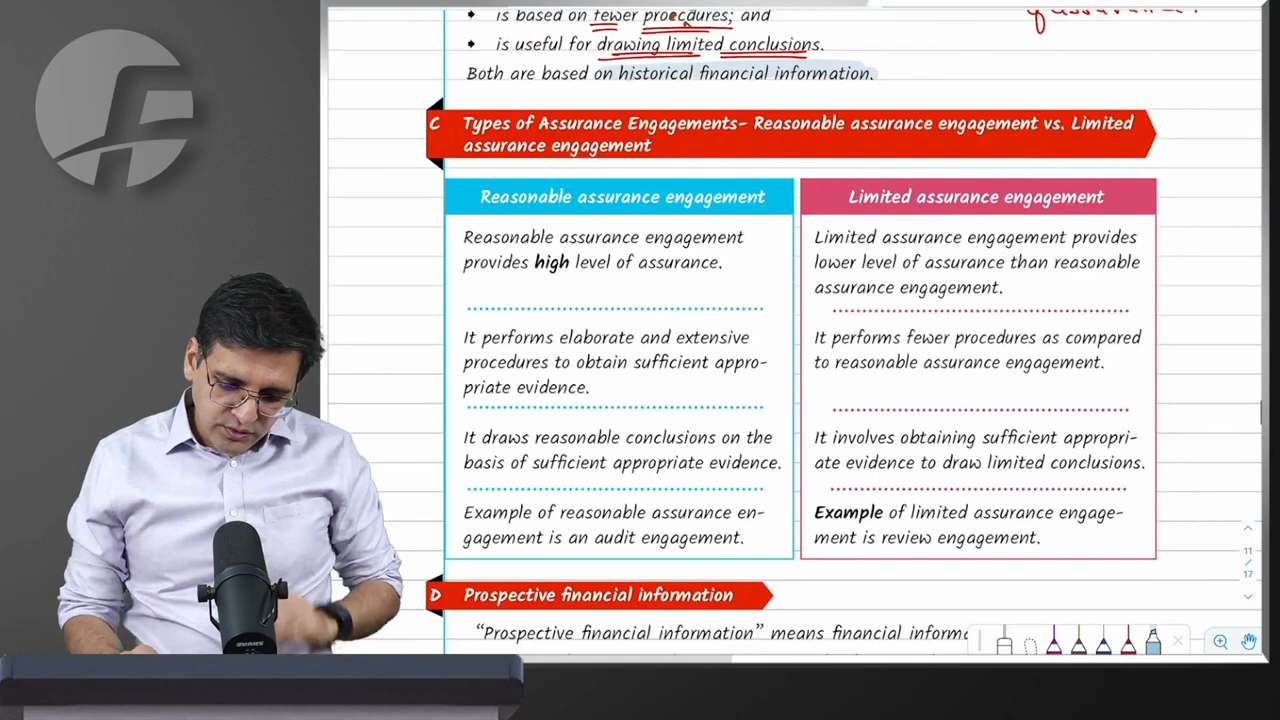 is based on fewer procedures; and
is useful for drawing limited conclusions.
Both are based on historical financial information.
C Types of Assurance Engagements- Reasonable assurance engagement vs. Limited
assurance engagement
Reasonable assurance engagement
Reasonable assurance engagement
provides high level of assurance.
It performs elaborate and extensive
procedures to obtain sufficient appro-
priate evidence.
It draws reasonable conclusions on the
basis of sufficient appropriate evidence.
Example of reasonable assurance en-
gagement is an audit engagement.
Limited assurance engagement
Limited assurance engagement provides
lower level of assurance than reasonable
assurance engagement.
It performs fewer procedures as compared
to reasonable assurance engagement.
It involves obtaining sufficient appropri-
ate evidence to draw limited conclusions.
Example of limited assurance engage-
ment is review engagement.
D Prospective financial information
“Prospective financial information” means financial
11
/
17